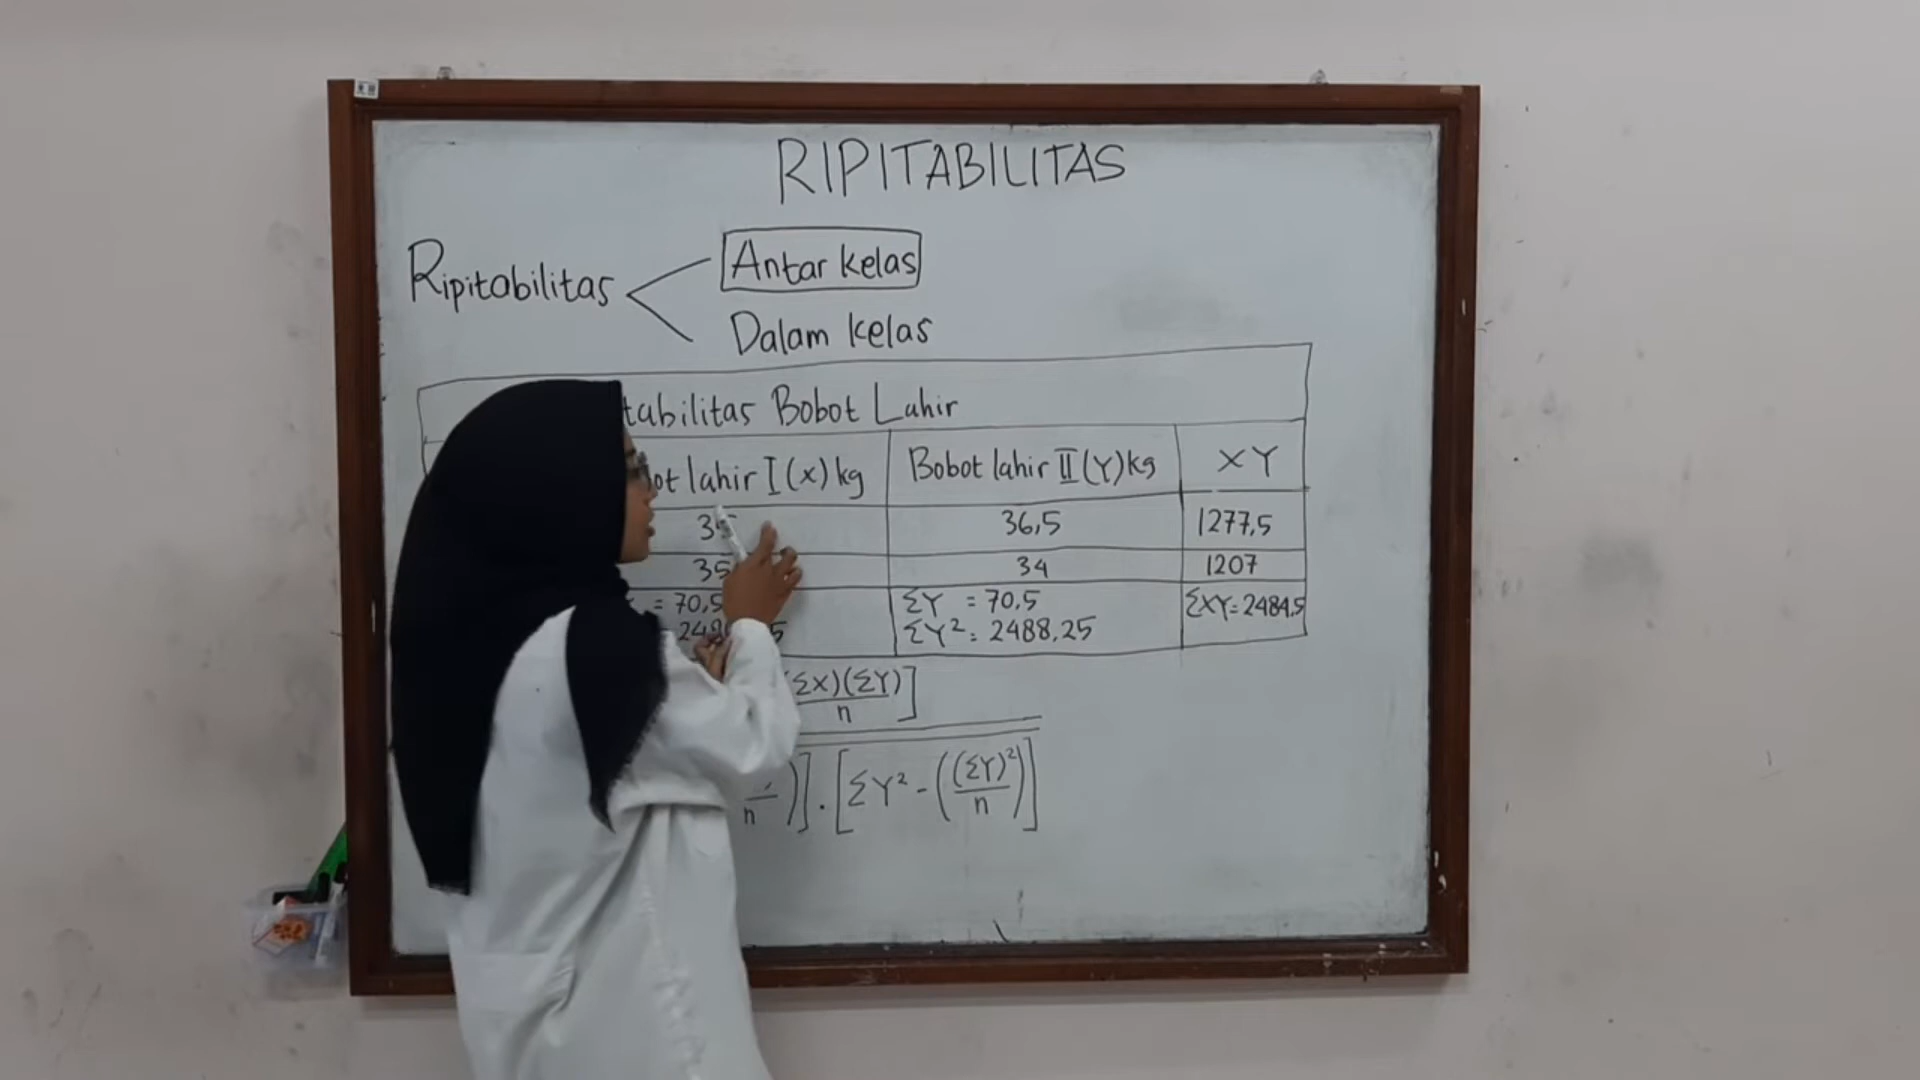 RIPITABILITAS
Ripitabilitas
Antar kelas
Dalam kelas
tabilitas Bobot Lahir
ot lahir I (x) kg Bobot lahir II (Y) kg XY
35 36,5 1277,5
35 34 1207
= 70,5 ΣY = 70,5 ΣXY = 2484,5
ΣY² = 2488,25
ΣX)(ΣY)]
n
)] . [ΣY² - ((ΣY)²)]
n n